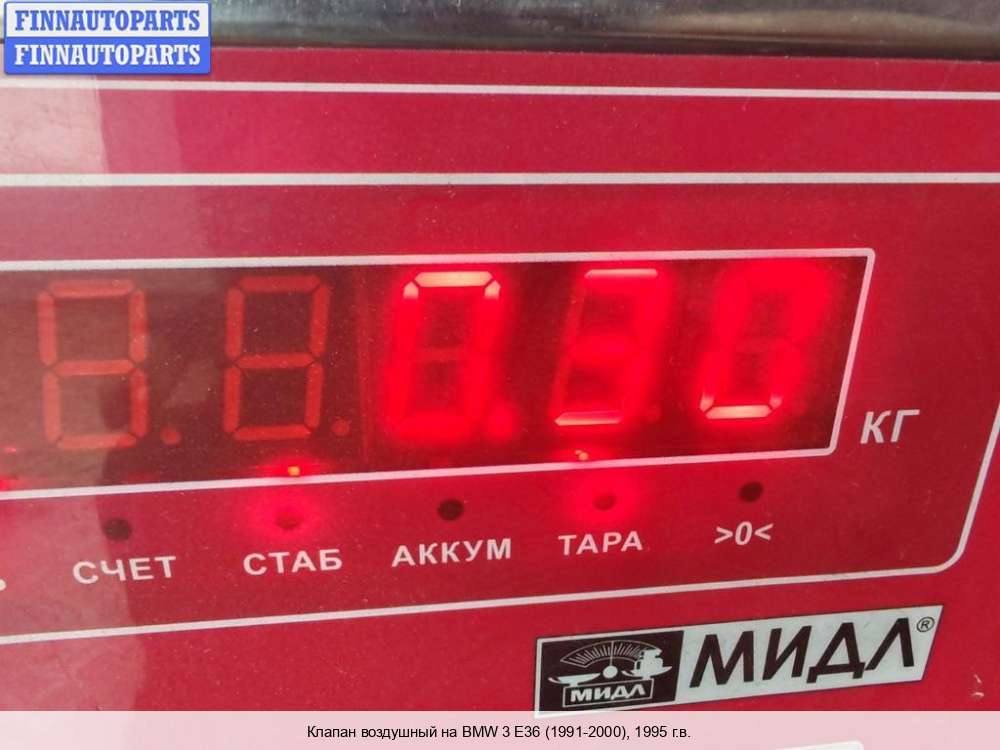 FINNAUTOPARTS
FINNAUTOPARTS
0.30
КГ
СЧЕТ СТАБ АККУМ ТАРА >0<
МИДЛ МИДЛ®
Клапан воздушный на BMW 3 E36 (1991-2000), 1995 г.в.